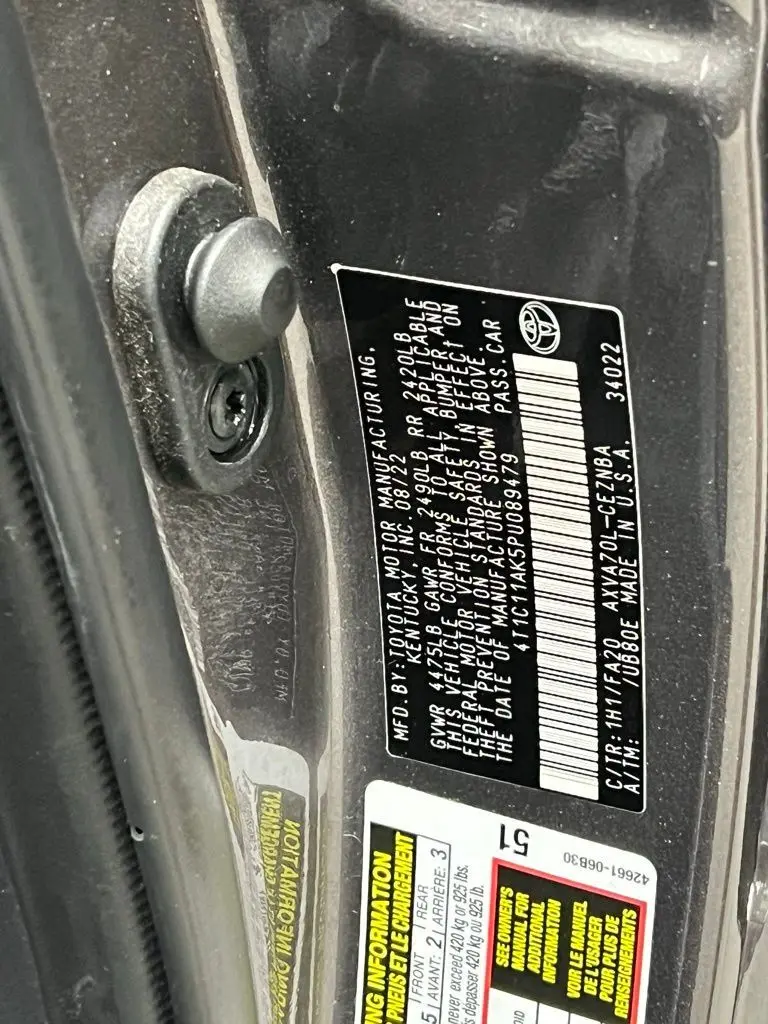 MFD. BY: TOYOTA MOTOR MANUFACTURING,
KENTUCKY, INC. 08/22
GVWR 4475LB GAWR FR 2490LB RR 2420LB
THIS VEHICLE CONFORMS TO ALL APPLICABLE
FEDERAL MOTOR VEHICLE SAFETY, BUMPER AND
THEFT PREVENTION STANDARDS IN EFFECT ON
THE DATE OF MANUFACTURE SHOWN ABOVE.
4T1C11AK5PU089479 PASS. CAR
C/TR: 1H1/FA20 AXVA70L-CEZNBA
A/TM: /UB80E MADE IN U.S.A. 34022
ING INFORMATION
PNEUS ET LE CHARGEMENT
5 FRONT AVANT: 2 REAR ARRIÈRE: 3
never exceed 420 kg or 925 lbs.
dépasser 420 kg ou 925 lb.
51
SEE OWNER'S
MANUAL FOR
ADDITIONAL
INFORMATION
VOIR LE MANUEL
DE L'USAGER
POUR PLUS DE
RENSEIGNEMENTS
42661-06B30